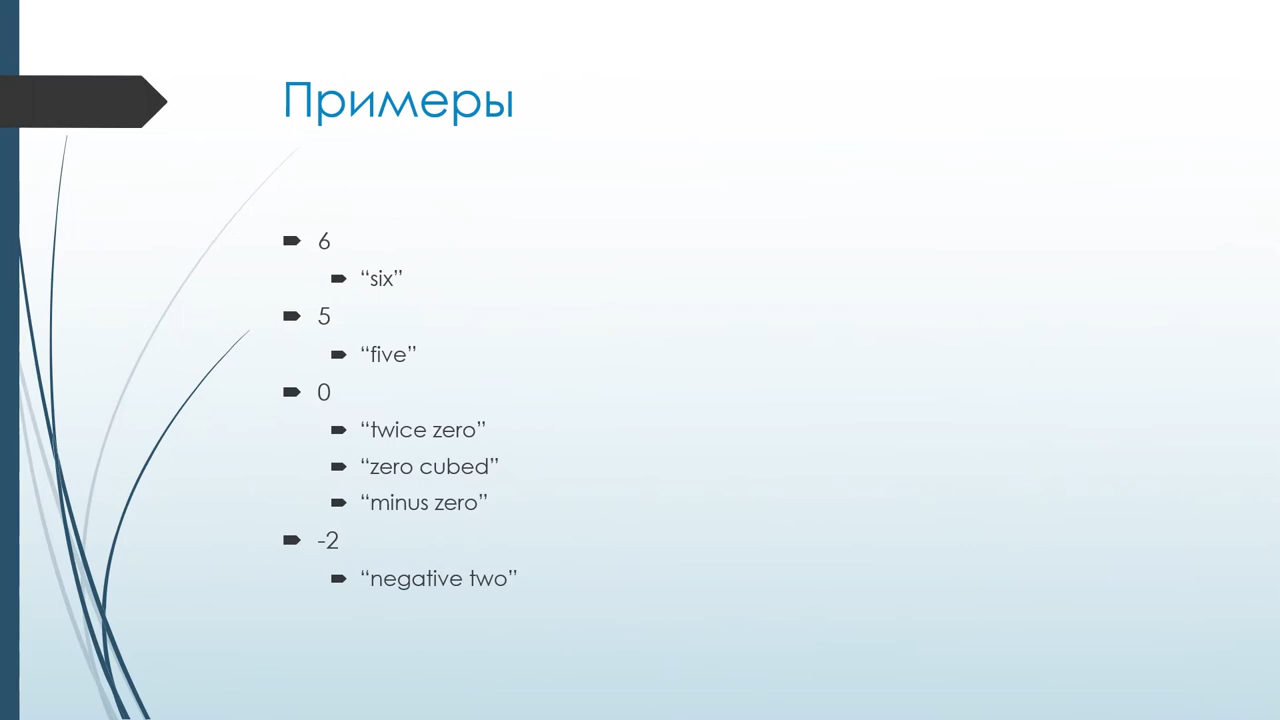 Примеры
6
“six”
5
“five”
0
“twice zero”
“zero cubed”
“minus zero”
-2
“negative two”